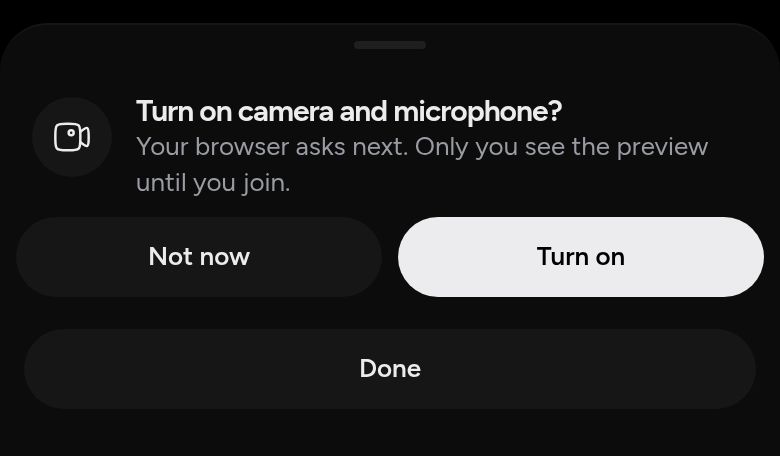 Turn on camera and microphone?
Your browser asks next. Only you see the preview
until you join.
Not now
Turn on
Done